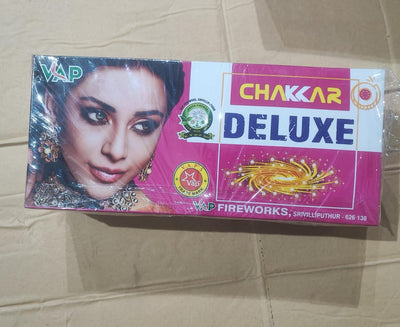 VAP
CHAKKAR
DELUXE
VAP FIREWORKS, SRIVILLIPUTHUR - 626 138